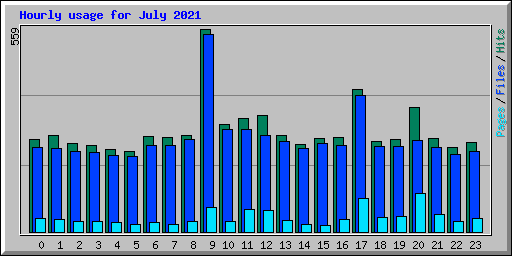 Hourly usage for July 2021
559
Pages/Files/Hits
0 1 2 3 4 5 6 7 8 9 10 11 12 13 14 15 16 17 18 19 20 21 22 23